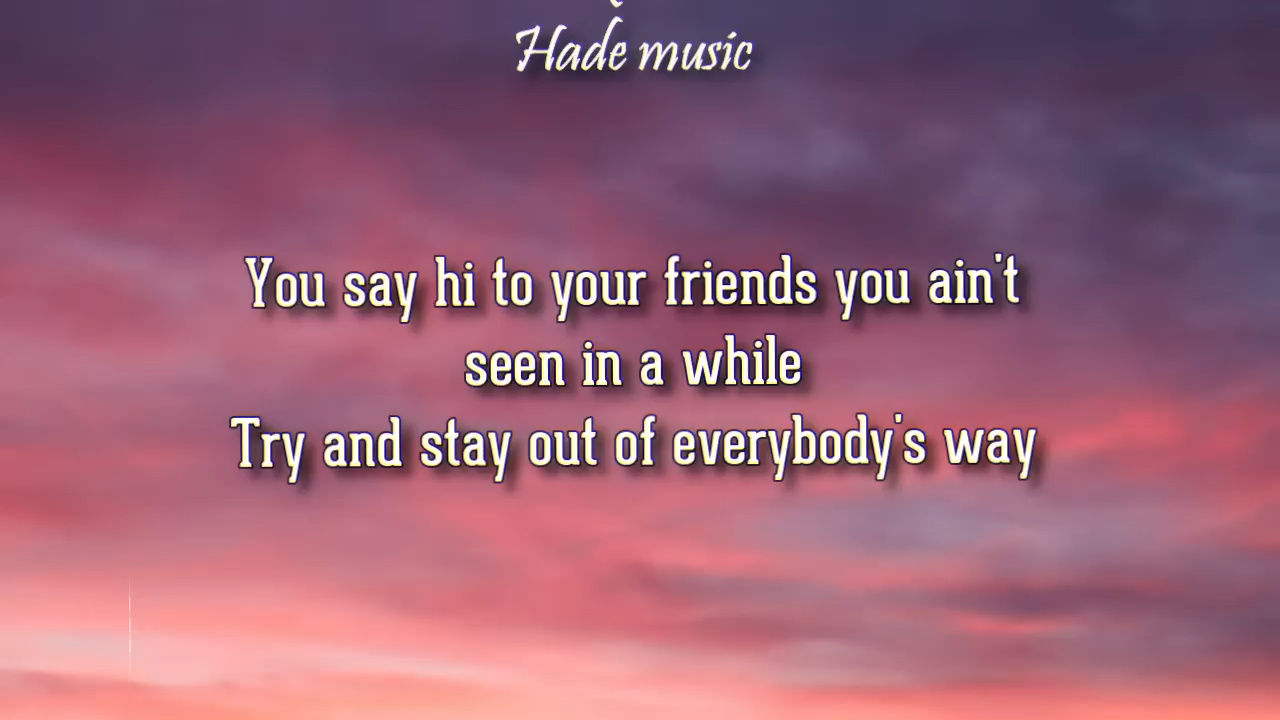 Hade music
You say hi to your friends you ain't
seen in a while
Try and stay out of everybody's way